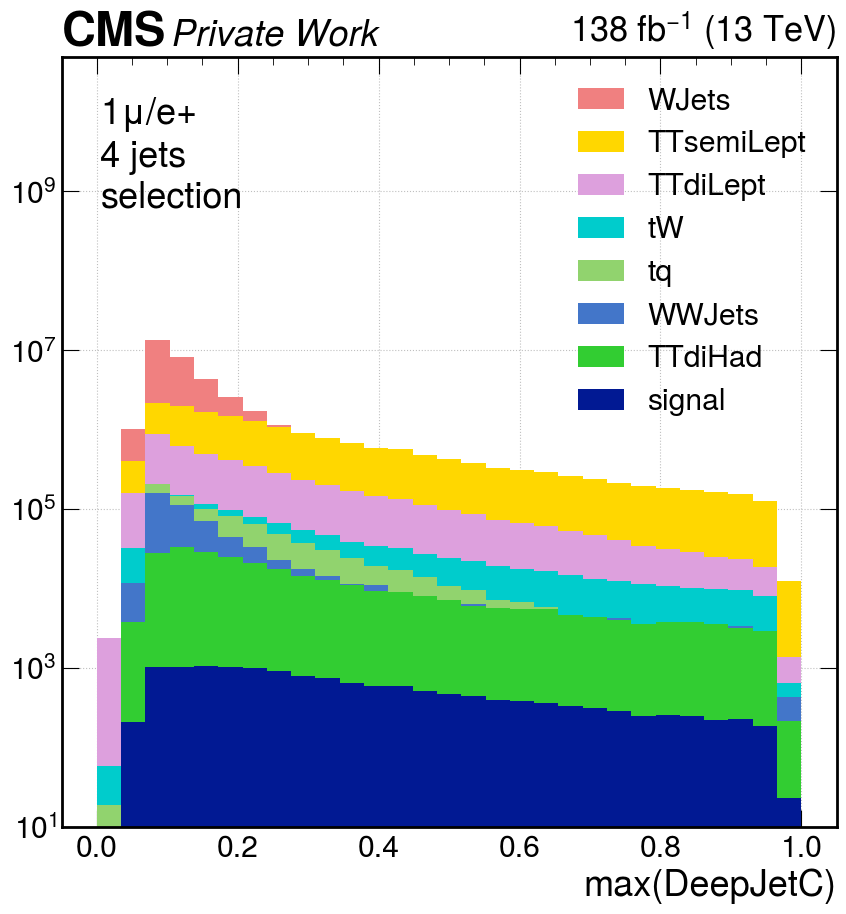 CMS Private Work 138 fb⁻¹ (13 TeV)
1µ/e+
4 jets
selection
WJets
TTsemiLept
TTdiLept
tW
tq
WWJets
TTdiHad
signal
10⁹
10⁷
10⁵
10³
10¹
0.0 0.2 0.4 0.6 0.8 1.0
max(DeepJetC)